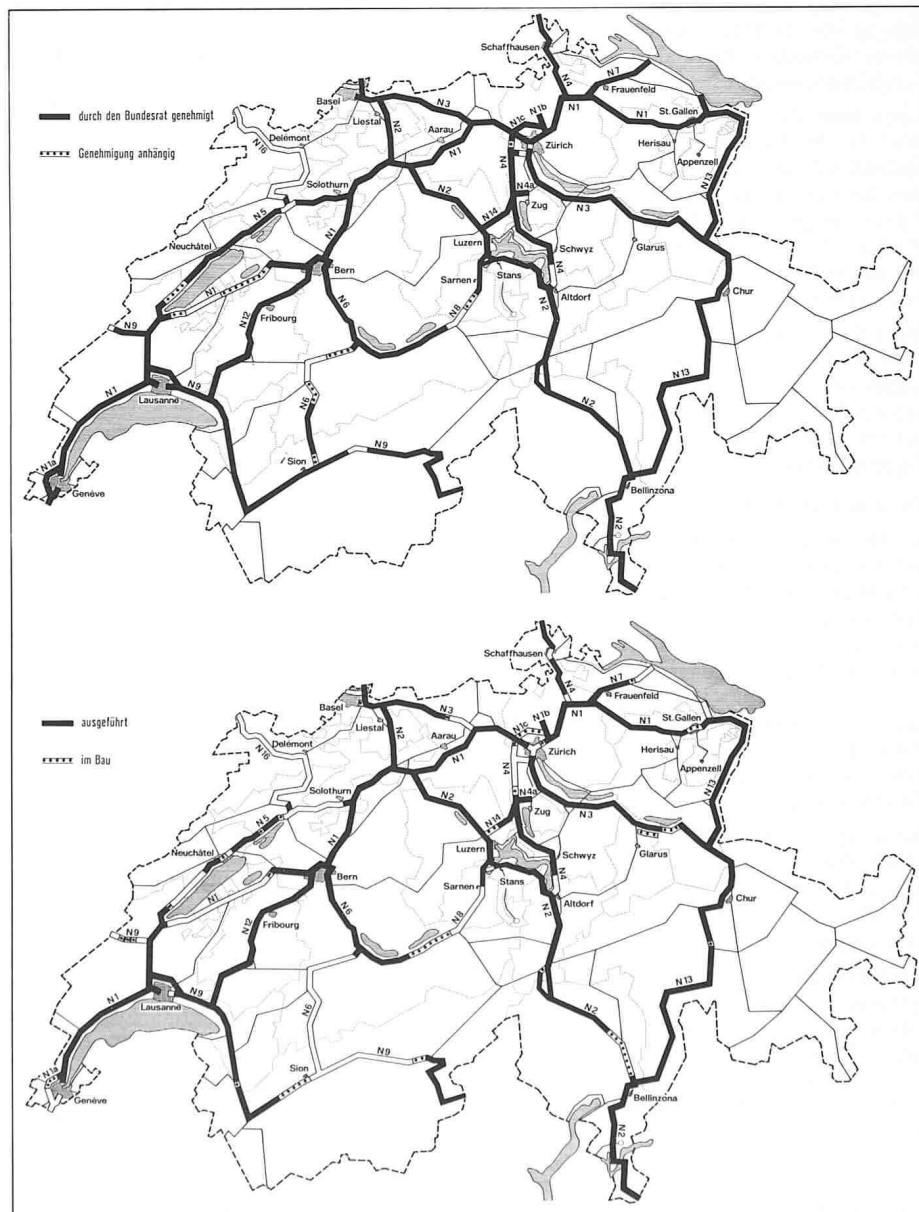 Schaffhausen
N4
N7
Frauenfeld
N1
St.Gallen
N1
N3
Basel
Liestal
N2
Aarau
N1
N1c
N1b
Zürich
Herisau
Appenzell
N13
durch den Bundesrat genehmigt
Genehmigung anhängig
Delémont
N16
Solothurn
N5
N4
N4a
Zug
N3
N2
N14
Neuchâtel
N1
N1
Bern
Luzern
Schwyz
Glarus
Sarnen
Stans
N4
Altdorf
N2
Chur
N9
N12
Fribourg
N6
N8
N1
N9
Lausanne
N6
N13
N2
Sion
N9
N1a
Genève
Bellinzona
N2
Schaffhausen
N4
N7
Frauenfeld
N1
St.Gallen
N1
N3
Basel
Liestal
N2
Aarau
N1
N1c
N1b
Zürich
Herisau
Appenzell
N13
ausgeführt
im Bau
Delémont
N16
Solothurn
N5
N4
N4a
Zug
N3
N2
N14
Neuchâtel
N1
N1
Bern
Luzern
Schwyz
Glarus
Sarnen
Stans
N4
Altdorf
N2
Chur
N9
N12
Fribourg
N6
N8
N1
N9
Lausanne
N6
N13
N2
Sion
N9
N1a
Genève
Bellinzona
N2